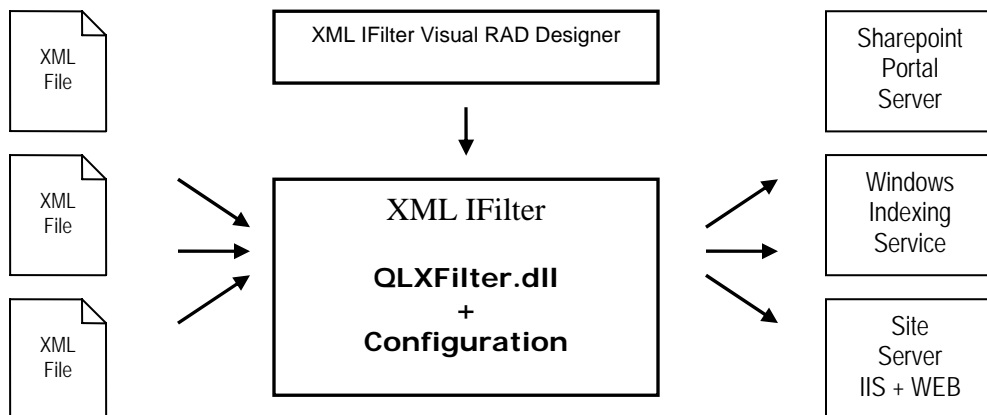 XML
File
XML IFilter Visual RAD Designer
Sharepoint
Portal
Server
XML
File
XML IFilter
QLXFilter.dll
+
Configuration
Windows
Indexing
Service
XML
File
Site
Server
IIS + WEB